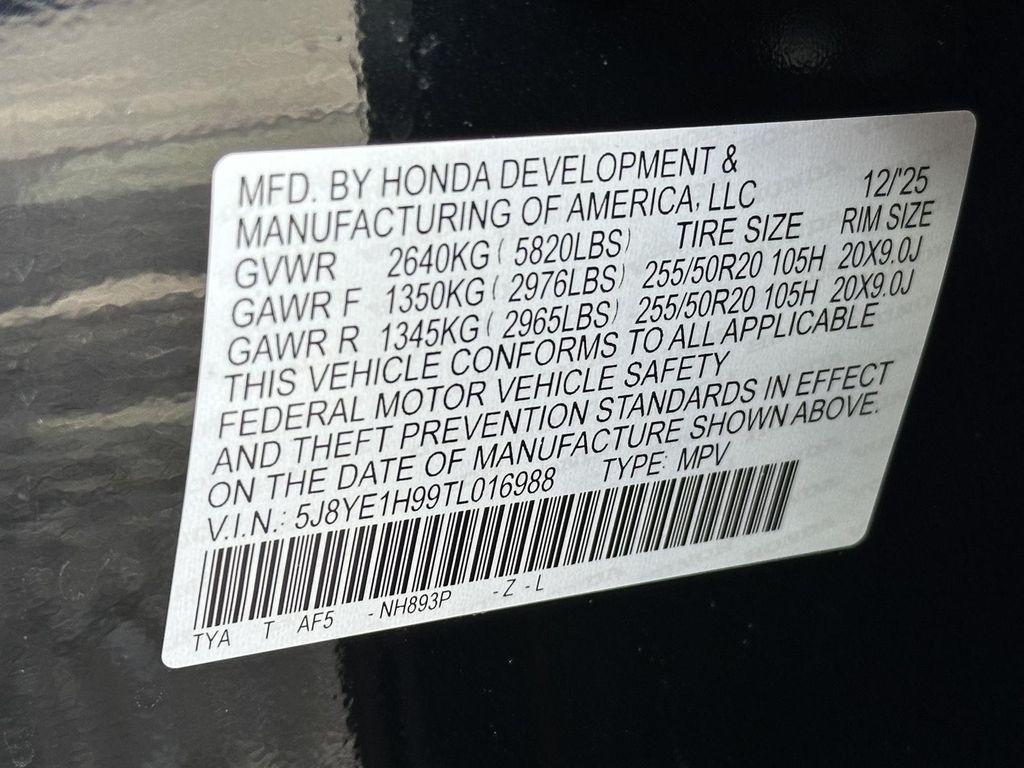 MFD. BY HONDA DEVELOPMENT &
MANUFACTURING OF AMERICA, LLC 12/'25
GVWR 2640KG ( 5820LBS) TIRE SIZE RIM SIZE
GAWR F 1350KG ( 2976LBS) 255/50R20 105H 20X9.0J
GAWR R 1345KG ( 2965LBS) 255/50R20 105H 20X9.0J
THIS VEHICLE CONFORMS TO ALL APPLICABLE
FEDERAL MOTOR VEHICLE SAFETY
AND THEFT PREVENTION STANDARDS IN EFFECT
ON THE DATE OF MANUFACTURE SHOWN ABOVE.
V.I.N.: 5J8YE1H99TL016988 TYPE: MPV
TYA T AF5 -NH893P -Z-L